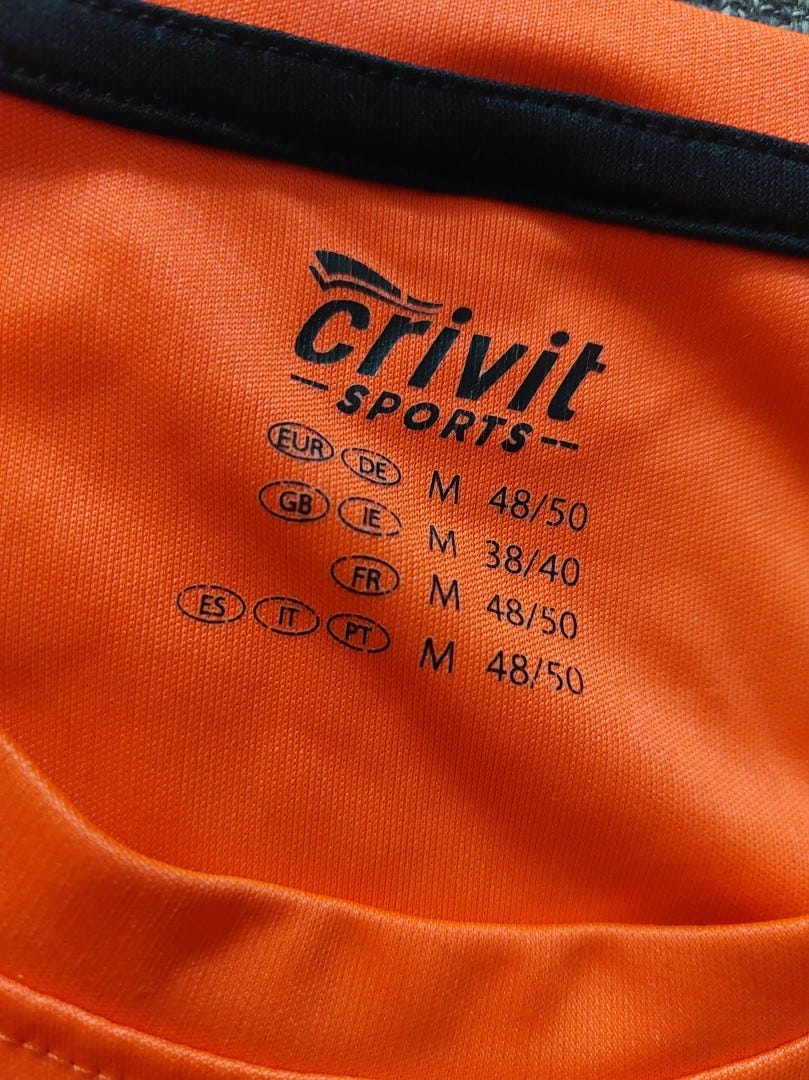 crivit
SPORTS
EUR DE M 48/50
GB IE M 38/40
FR M 48/50
ES IT PT M 48/50